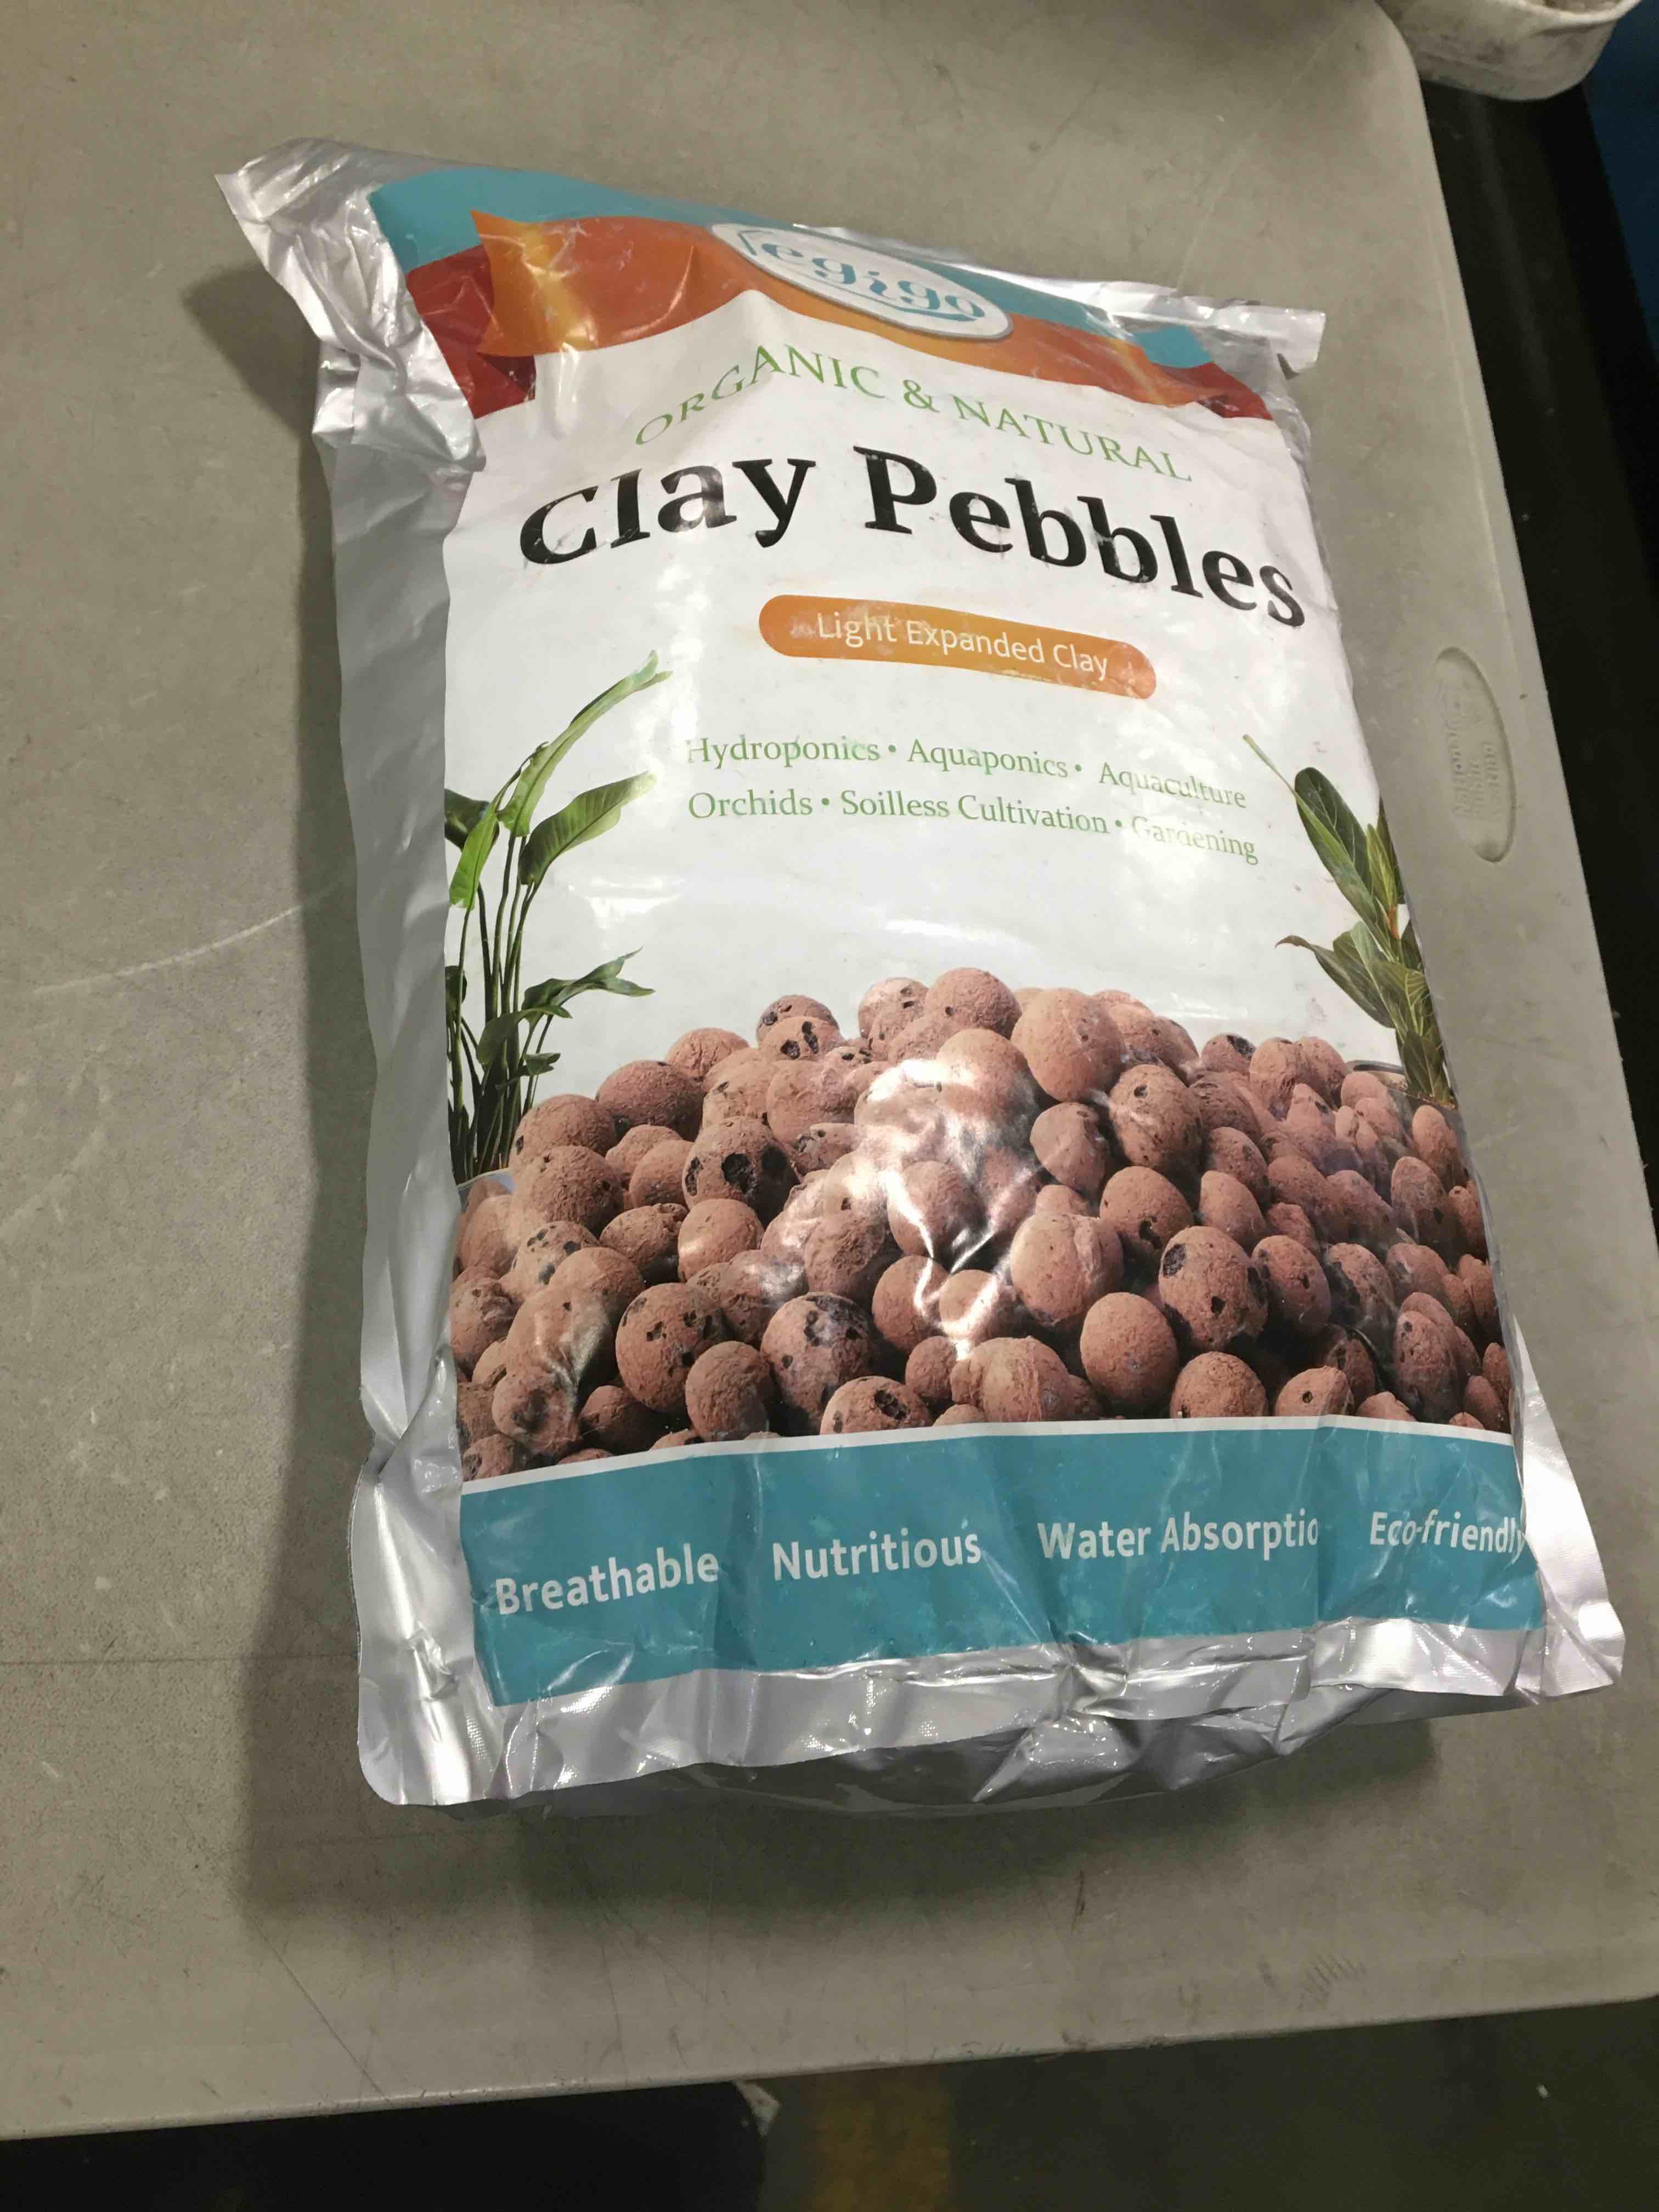 legigo
ORGANIC & NATURAL
Clay Pebbles
Light Expanded Clay
Hydroponics • Aquaponics • Aquaculture
Orchids • Soilless Cultivation • Gardening
Breathable Nutritious Water Absorptio Eco-friendly